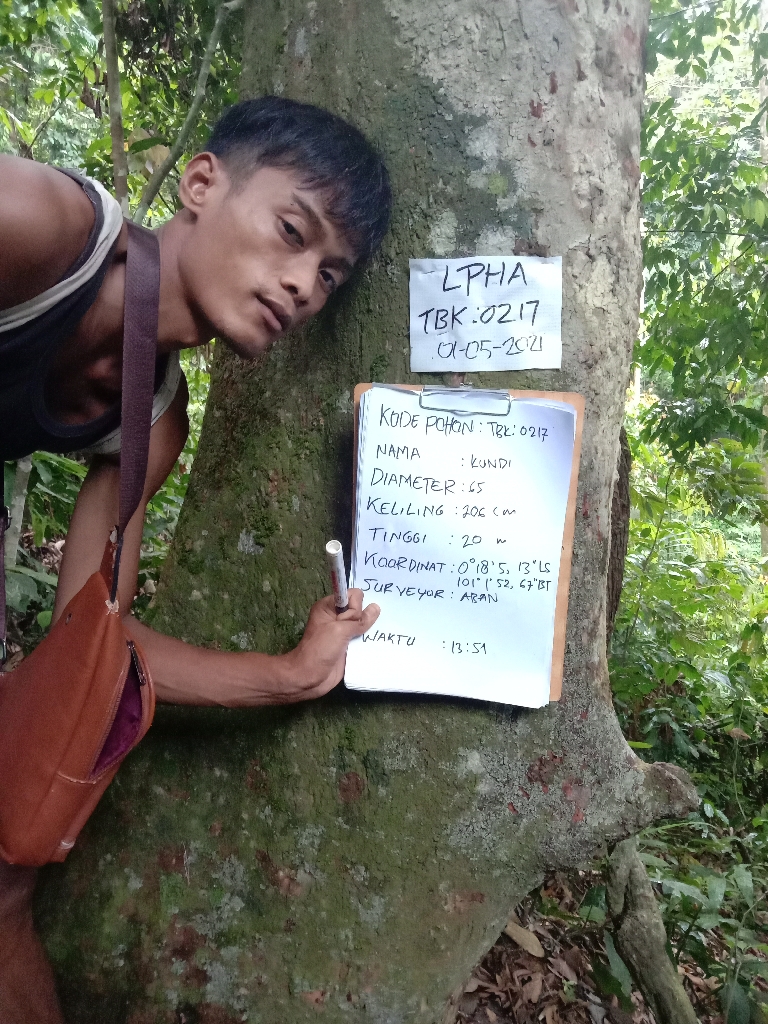 LPHA
TBK:0217
01-05-2021
KODE POHON : TBK:0217
NAMA : KUNDI
DIAMETER : 65
KELILING : 206 cm
TINGGI : 20 m
KOORDINAT : 0°18'5, 13"LS
101°1'52, 67"BT
SURVEYOR : ABAN
WAKTU : 13:51